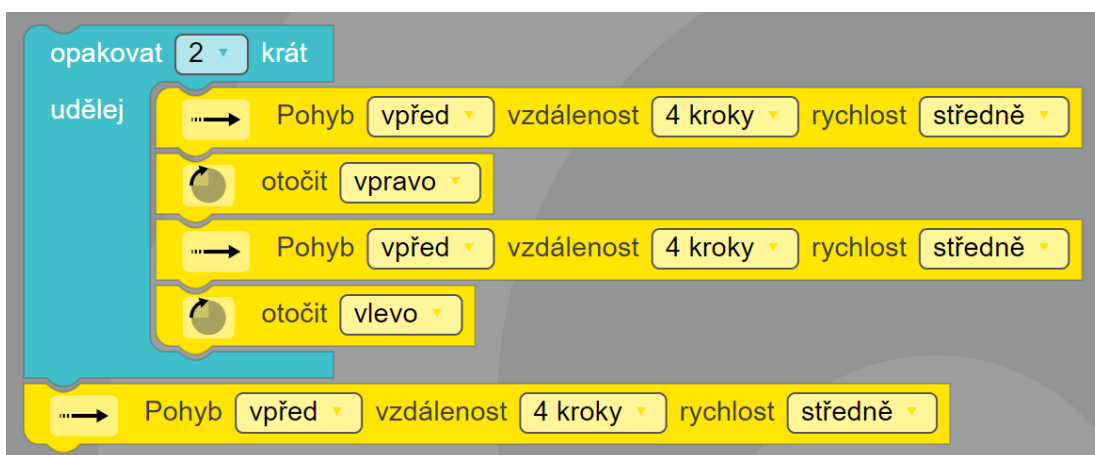 opakovat 2 krát
udělej
Pohyb vpřed vzdálenost 4 kroky rychlost středně
otočit vpravo
Pohyb vpřed vzdálenost 4 kroky rychlost středně
otočit vlevo
Pohyb vpřed vzdálenost 4 kroky rychlost středně